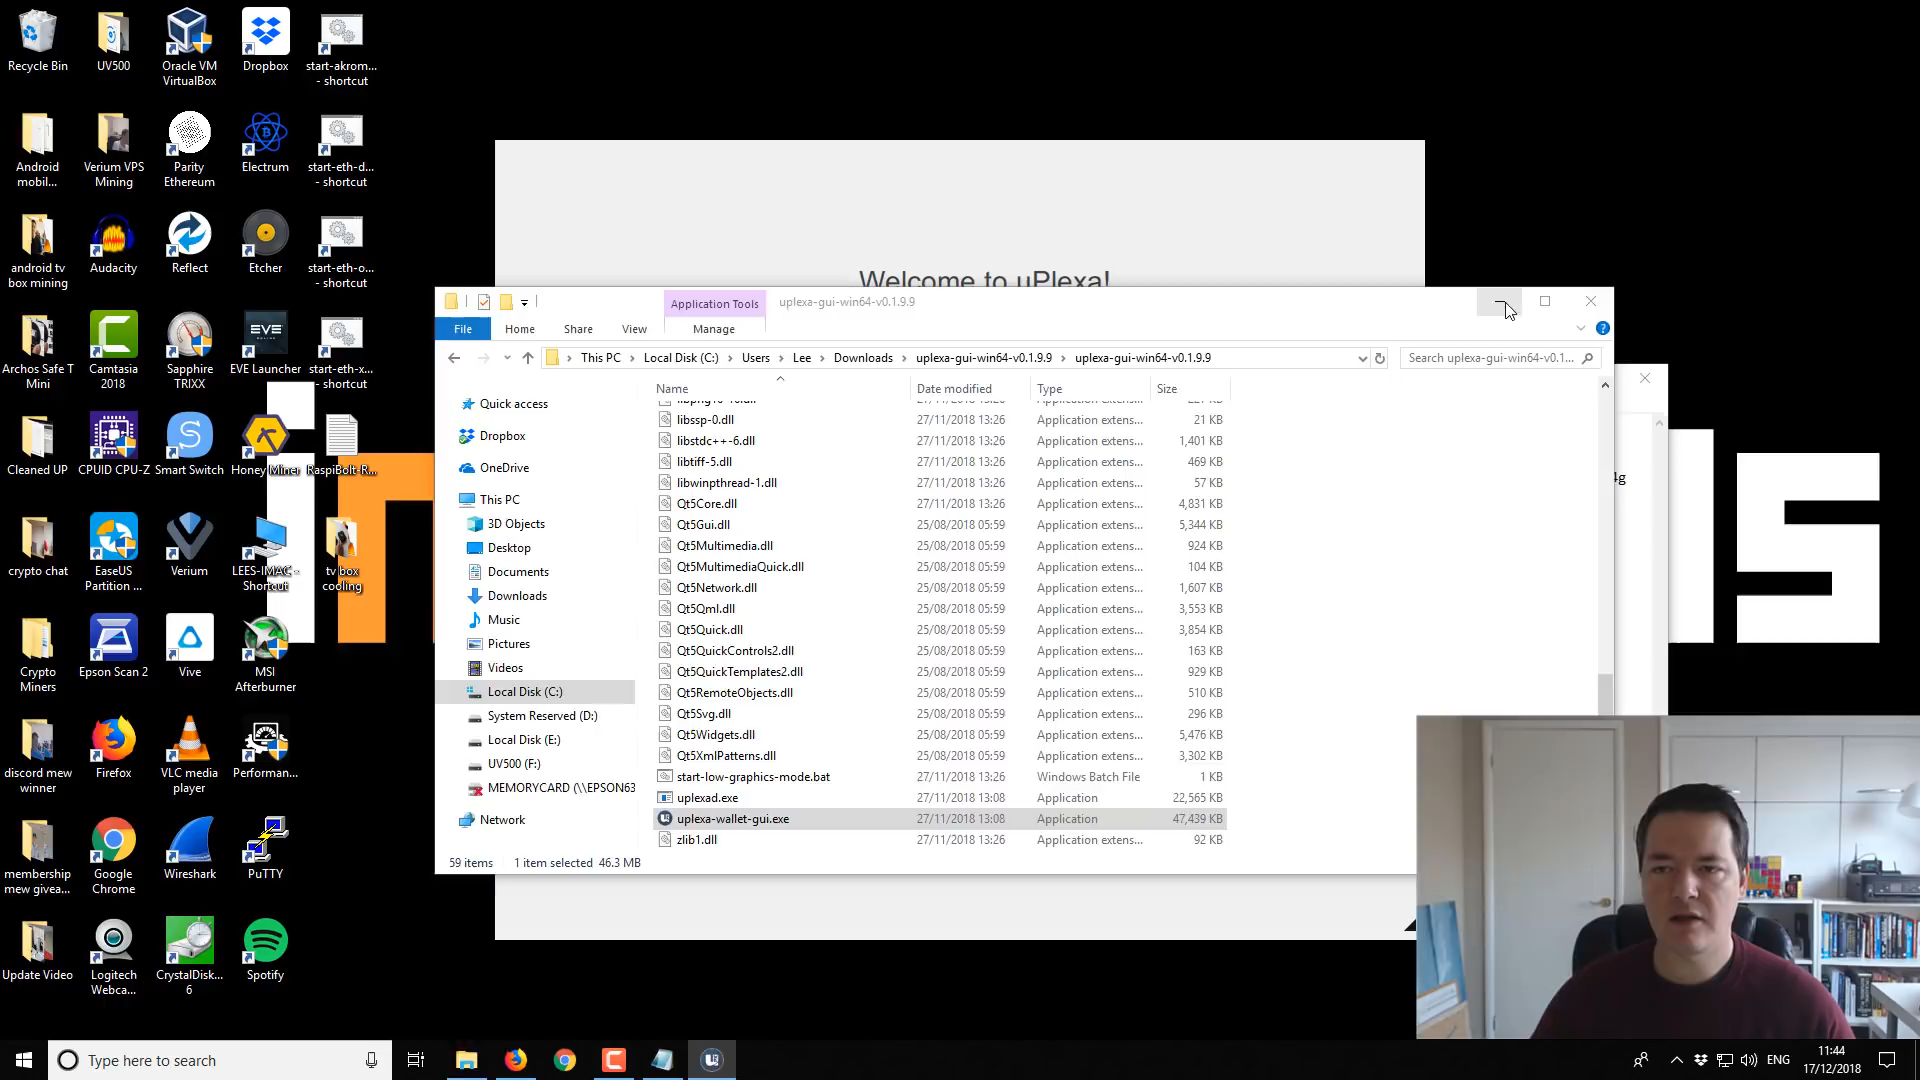 Recycle Bin
UV500
Oracle VM
VirtualBox
Dropbox
start-akrom...
- shortcut
Android
mobil...
Verium VPS
Mining
Parity
Ethereum
Electrum
start-eth-d...
- shortcut
android tv
box mining
Audacity
Reflect
Etcher
start-eth-o...
- shortcut
Archos Safe T
Mini
Camtasia
2018
Sapphire
TRIXX
EVE Launcher
start-eth-x...
- shortcut
Cleaned UP
CPUID CPU-Z
Smart Switch
Honey Miner
RaspiBolt-R...
crypto chat
EaseUS
Partition ...
Verium
LEES-IMAC -
Shortcut
tv box
cooling
Crypto
Miners
Epson Scan 2
Vive
MSI
Afterburner
discord mew
winner
Firefox
VLC media
player
Performan...
membership
mew givea...
Google
Chrome
Wireshark
PuTTY
Update Video
Logitech
Webca...
CrystalDisk...
6
Spotify
Welcome to uPlexa!
Application Tools
uplexa-gui-win64-v0.1.9.9
File
Home
Share
View
Manage
This PC
Local Disk (C:)
Users
Lee
Downloads
uplexa-gui-win64-v0.1.9.9
uplexa-gui-win64-v0.1.9.9
Search uplexa-gui-win64-v0.1...
Quick access
Dropbox
OneDrive
This PC
3D Objects
Desktop
Documents
Downloads
Music
Pictures
Videos
Local Disk (C:)
System Reserved (D:)
Local Disk (E:)
UV500 (F:)
MEMORYCARD (\\EPSON63
Network
Name Date modified Type Size
libssp-0.dll 27/11/2018 13:26 Application extens... 21 KB
libstdc++-6.dll 27/11/2018 13:26 Application extens... 1,401 KB
libtiff-5.dll 27/11/2018 13:26 Application extens... 469 KB
libwinpthread-1.dll 27/11/2018 13:26 Application extens... 57 KB
Qt5Core.dll 27/11/2018 13:26 Application extens... 4,831 KB
Qt5Gui.dll 25/08/2018 05:59 Application extens... 5,344 KB
Qt5Multimedia.dll 25/08/2018 05:59 Application extens... 924 KB
Qt5MultimediaQuick.dll 25/08/2018 05:59 Application extens... 104 KB
Qt5Network.dll 25/08/2018 05:59 Application extens... 1,607 KB
Qt5Qml.dll 25/08/2018 05:59 Application extens... 3,553 KB
Qt5Quick.dll 25/08/2018 05:59 Application extens... 3,854 KB
Qt5QuickControls2.dll 25/08/2018 05:59 Application extens... 163 KB
Qt5QuickTemplates2.dll 25/08/2018 05:59 Application extens... 929 KB
Qt5RemoteObjects.dll 25/08/2018 05:59 Application extens... 510 KB
Qt5Svg.dll 25/08/2018 05:59 Application extens... 296 KB
Qt5Widgets.dll 25/08/2018 05:59 Application extens... 5,476 KB
Qt5XmlPatterns.dll 25/08/2018 05:59 Application extens... 3,302 KB
start-low-graphics-mode.bat 27/11/2018 13:26 Windows Batch File 1 KB
uplexad.exe 27/11/2018 13:08 Application 22,565 KB
uplexa-wallet-gui.exe 27/11/2018 13:08 Application 47,439 KB
zlib1.dll 27/11/2018 13:26 Application extens... 92 KB
59 items
1 item selected 46.3 MB
Type here to search
ENG
11:44
17/12/2018